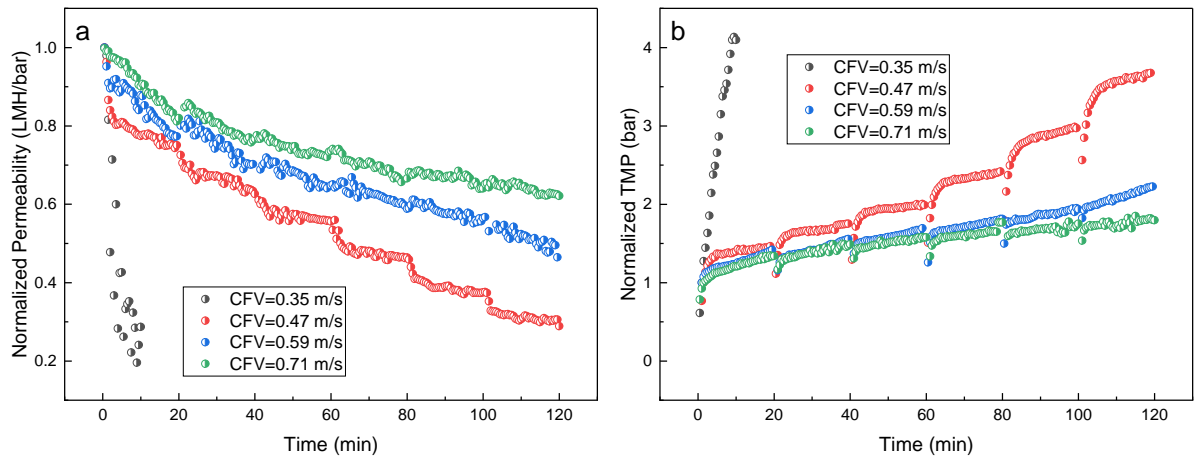 a
Normalized Permeability (LMH/bar)
1.0
0.8
0.6
0.4
0.2
CFV=0.35 m/s
CFV=0.47 m/s
CFV=0.59 m/s
CFV=0.71 m/s
0
20
40
60
80
100
120
Time (min)
b
Normalized TMP (bar)
4
3
2
1
0
CFV=0.35 m/s
CFV=0.47 m/s
CFV=0.59 m/s
CFV=0.71 m/s
0
20
40
60
80
100
120
Time (min)